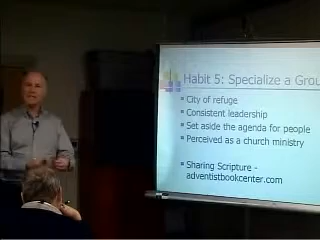 Habit 5: Specialize a Grou
City of refuge
Consistent leadership
Set aside the agenda for people
Perceived as a church ministry
Sharing Scripture -
adventistbookcenter.com